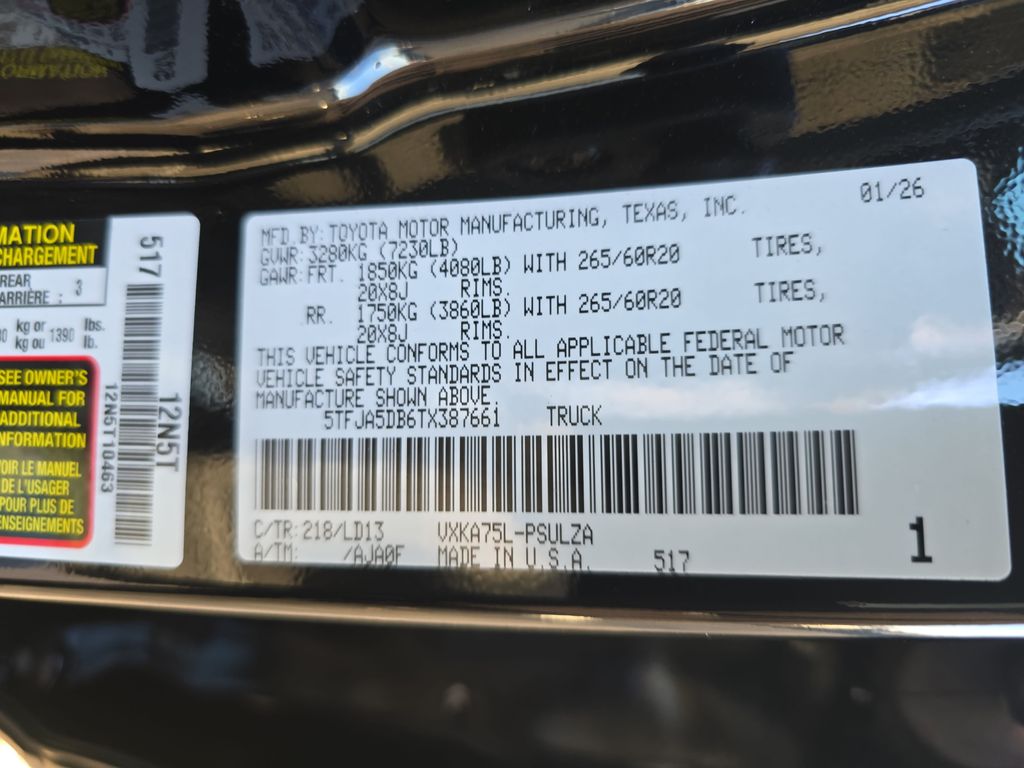 MATION
CHARGEMENT
REAR
ARRIÈRE : 3
kg or 1390 lbs.
kg ou lb.
SEE OWNER'S
MANUAL FOR
ADDITIONAL
INFORMATION
VOIR LE MANUEL
DE L'USAGER
POUR PLUS DE
RENSEIGNEMENTS
517
12N5T10463
12N5T
01/26
MFD.BY:TOYOTA MOTOR MANUFACTURING, TEXAS, INC.
GVWR:3280KG (7230LB)
GAWR:FRT. 1850KG (4080LB) WITH 265/60R20 TIRES,
20X8J RIMS.
RR. 1750KG (3860LB) WITH 265/60R20 TIRES,
20X8J RIMS.
THIS VEHICLE CONFORMS TO ALL APPLICABLE FEDERAL MOTOR
VEHICLE SAFETY STANDARDS IN EFFECT ON THE DATE OF
MANUFACTURE SHOWN ABOVE.
5TFJA5DB6TX387661 TRUCK
C/TR:218/LD13 VXKA75L-PSULZA
A/TM: /AJA0F MADE IN U.S.A. 517
1